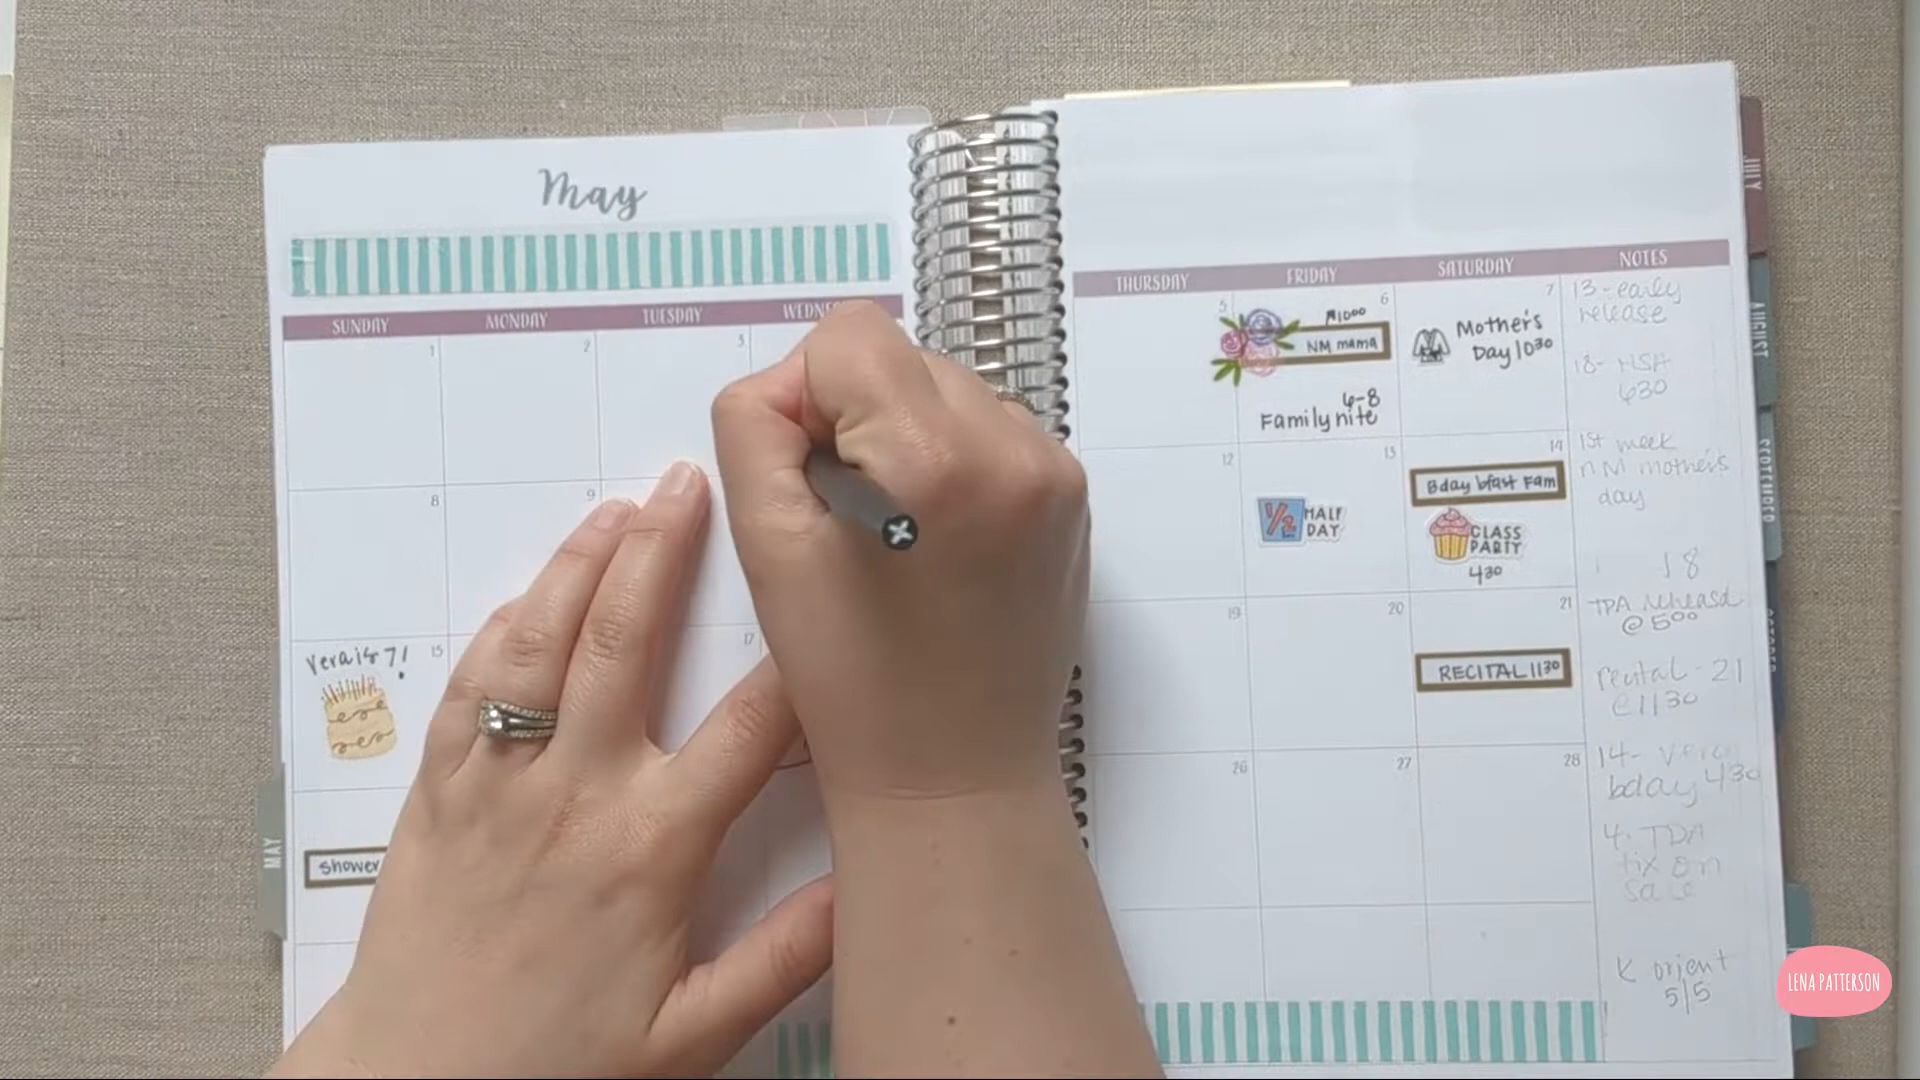 May
SUNDAY MONDAY TUESDAY
1 2 3
8 9
Vera is 7! 15 17
shower
MAY
THURSDAY FRIDAY SATURDAY NOTES
5 6 7
1000
NM mama
6-8
Family nite
Mother's
Day 1030
12 13 14
1/2 HALF
DAY
Bday bfast Fam
CLASS
PARTY
430
19 20 21
RECITAL 1130
26 27 28
13-early
release
18-
630
1st week
NM mother's
day
18
TPA
@ 500
recital - 21
@ 1130
14- Vera
bday 430
4- TDA
tix on
sale
K orient
5/5
JULY
AUGUST
LENA PATTERSON